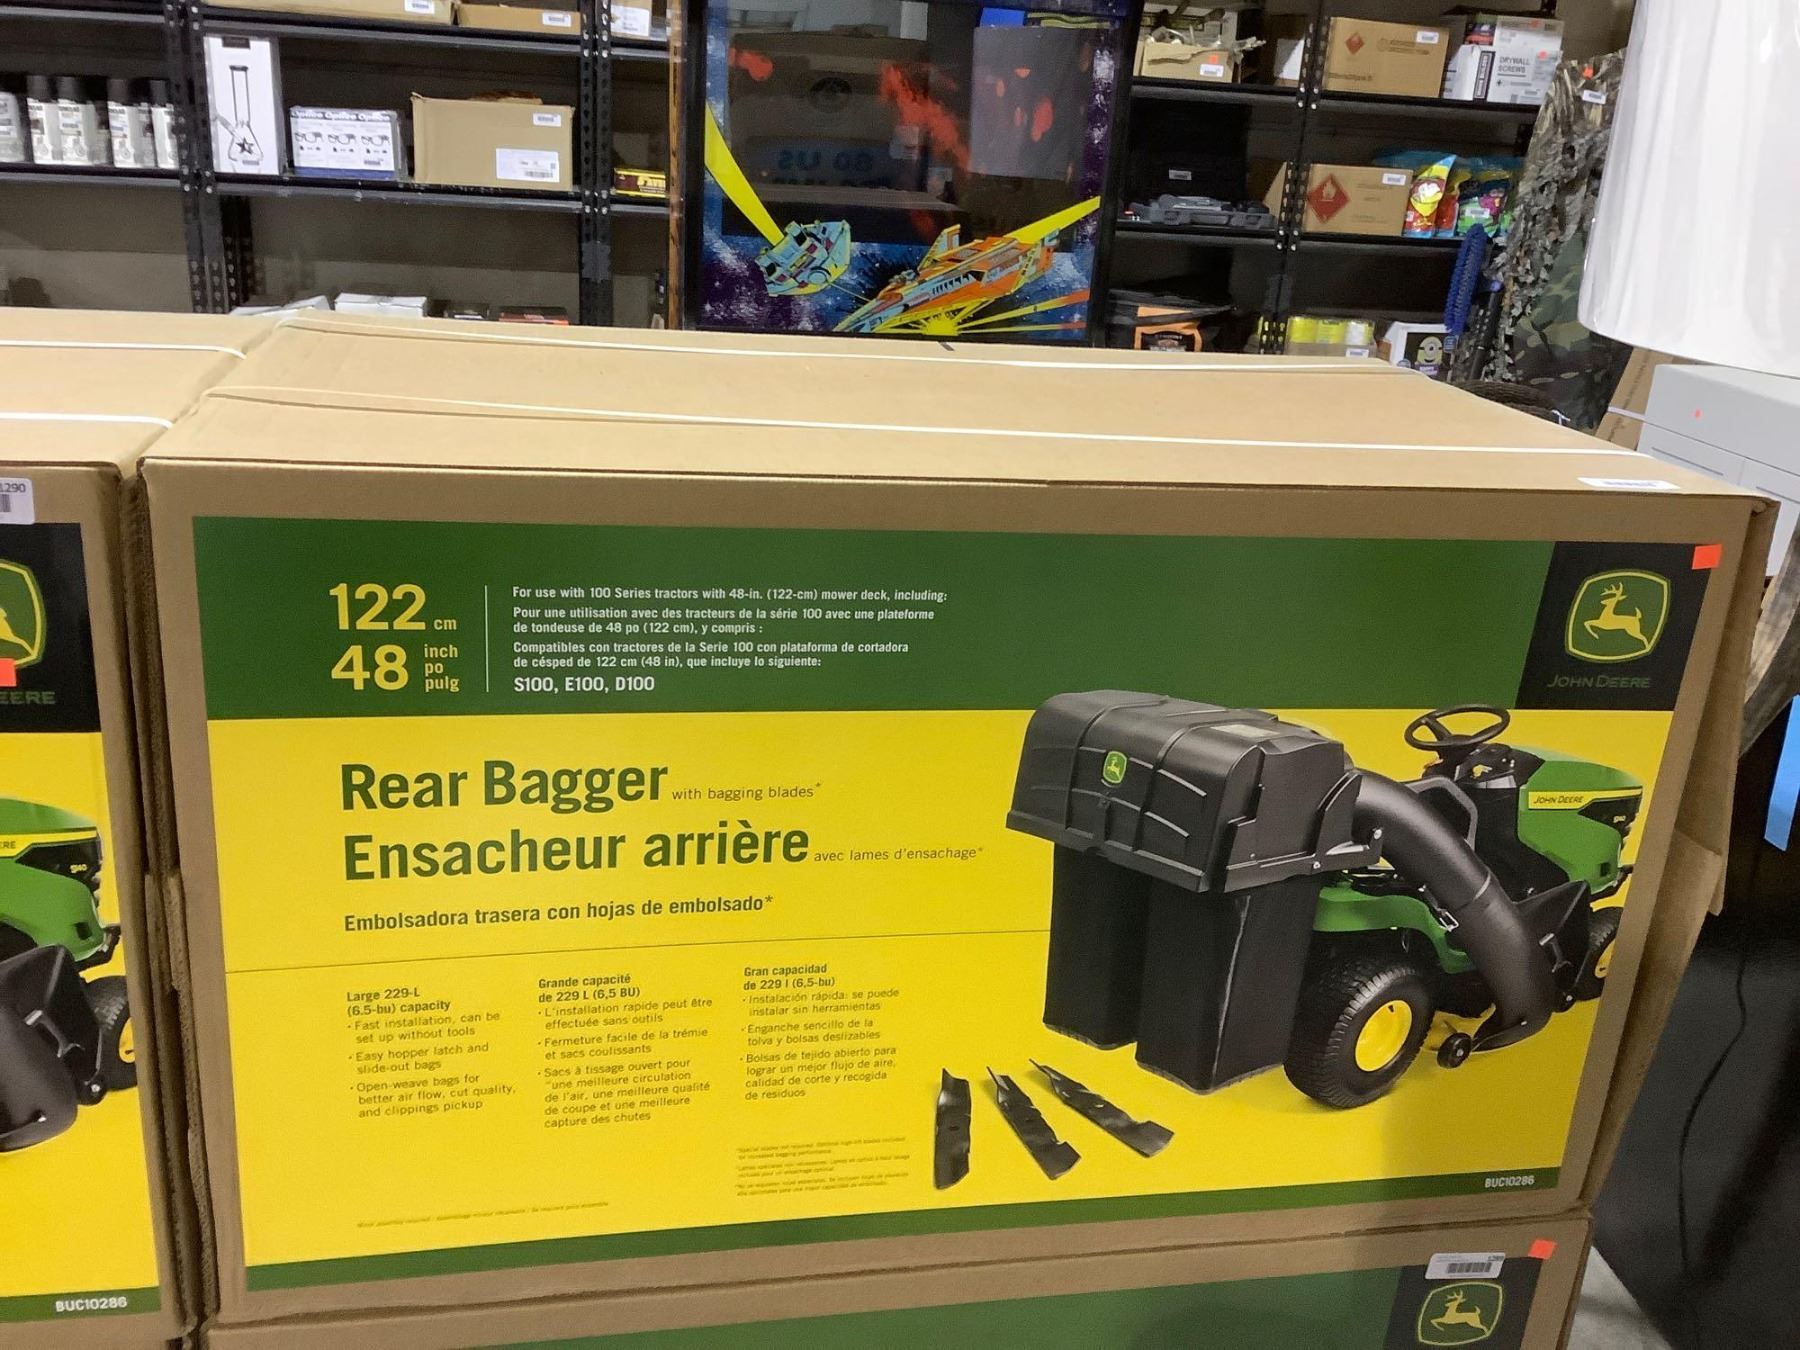 DRYWALL
SCREWS
1290
122 cm
48 inch
po
pulg
For use with 100 Series tractors with 48-in. (122-cm) mower deck, including:
Pour une utilisation avec des tracteurs de la série 100 avec une plateforme
de tondeuse de 48 po (122 cm), y compris :
Compatibles con tractores de la Serie 100 con plataforma de cortadora
de césped de 122 cm (48 in), que incluye lo siguiente:
S100, E100, D100
JOHN DEERE
Rear Bagger with bagging blades*
Ensacheur arrière avec lames d'ensachage*
Embolsadora trasera con hojas de embolsado*
JOHN DEERE
Large 229-L
(6.5-bu) capacity
• Fast installation, can be
set up without tools
• Easy hopper latch and
slide-out bags
• Open-weave bags for
better air flow, cut quality,
and clippings pickup
Grande capacité
de 229 L (6,5 BU)
• L'installation rapide peut être
effectuée sans outils
• Fermeture facile de la trémie
et sacs coulissants
• Sacs à tissage ouvert pour
"une meilleure circulation
de l'air, une meilleure qualité
de coupe et une meilleure
capture des chutes
Gran capacidad
de 229 l (6,5-bu)
• Instalación rápida: se puede
instalar sin herramientas
• Enganche sencillo de la
tolva y bolsas deslizables
• Bolsas de tejido abierto para
lograr un mejor flujo de aire,
calidad de corte y recogida
de residuos
BUC10286
EERE
BUC10286